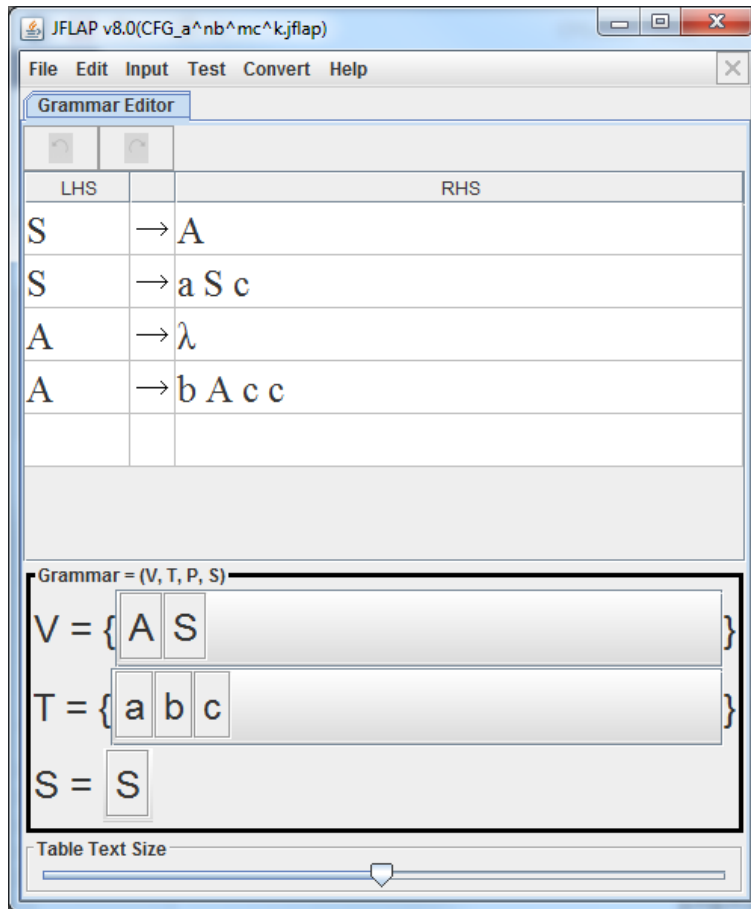 JFLAP v8.0(CFG_a^nb^mc^k.jflap)
File Edit Input Test Convert Help
Grammar Editor
LHS RHS
S → A
S → a S c
A → λ
A → b A c c
Grammar = (V, T, P, S)
V = { A S }
T = { a b c }
S = S
Table Text Size